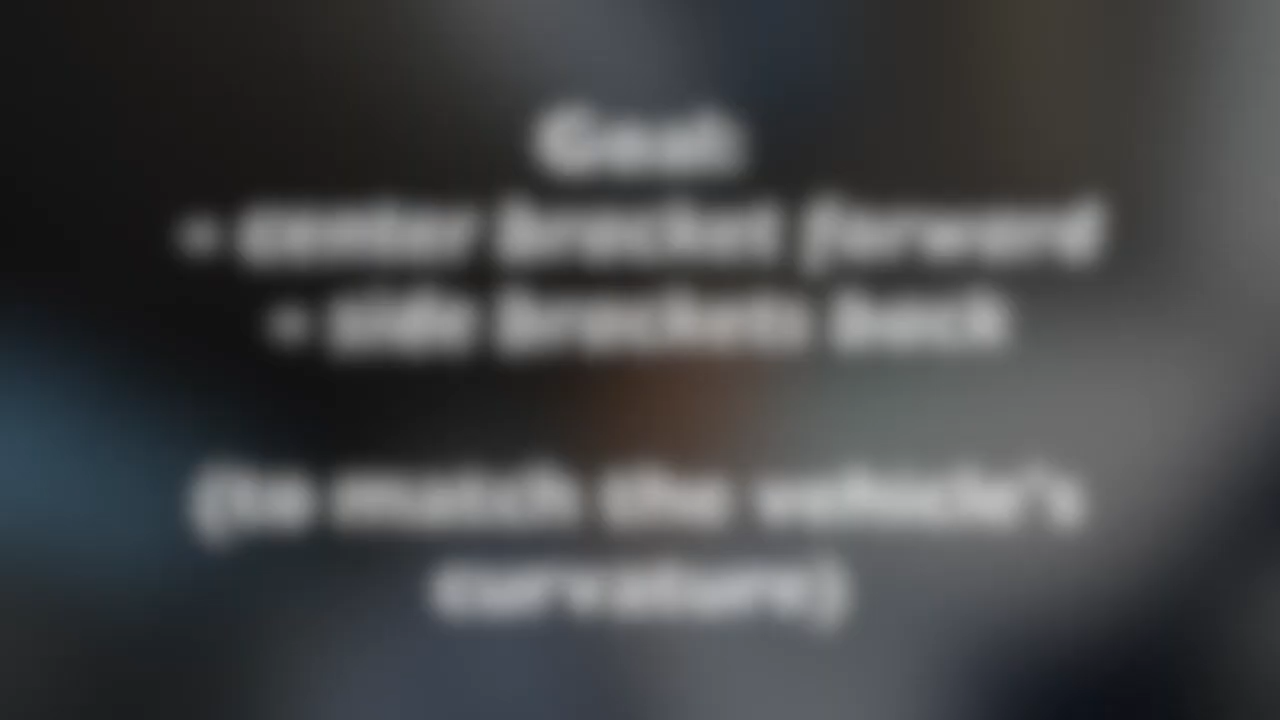 Goal:
- center bracket forward
- side brackets back
(to match the vehicle's
curvature)